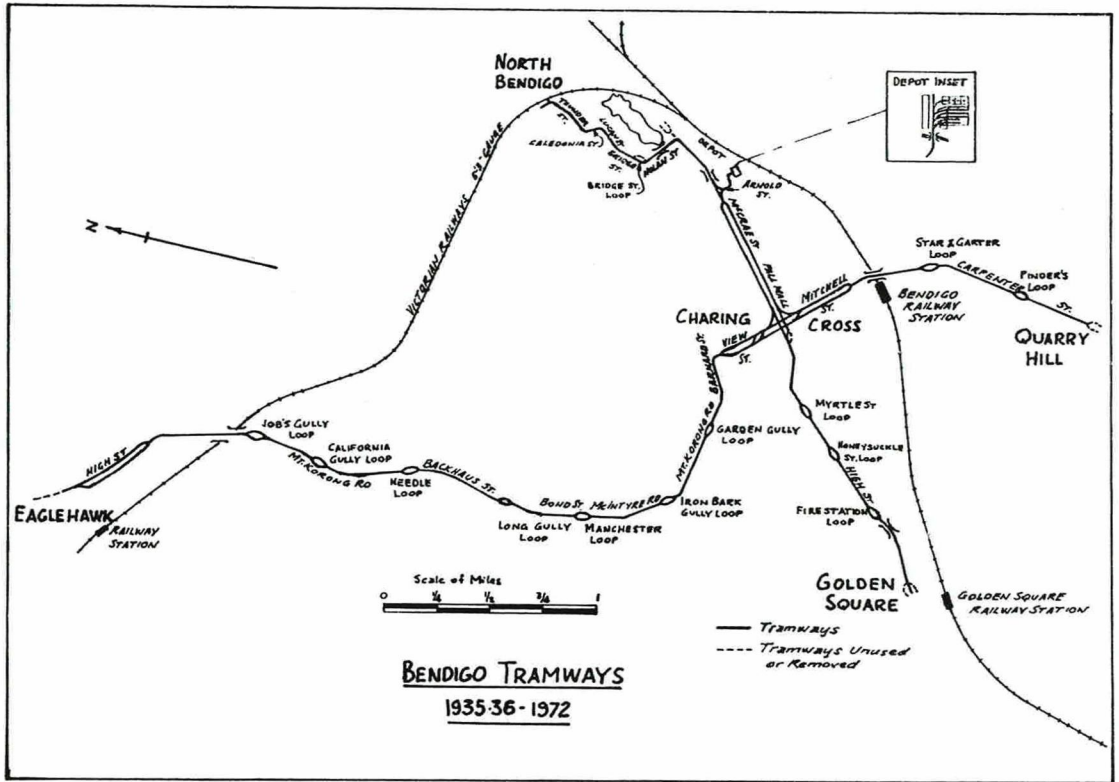 NORTH
BENDIGO
DEPOT INSET
THUNDER
ST.
CALEDONIA ST.
LUCAN ST
BRIDGE
ST.
NOLAN ST
BRIDGE ST.
LOOP
DEPOT
ARNOLD
ST.
McCRAE ST
PALL MALL
N
VICTORIAN RAILWAYS 5'3" GAUGE
STAR & GARTER
LOOP
CARPENTER ST.
PINDER'S
LOOP
MITCHELL
ST.
BENDIGO
RAILWAY
STATION
QUARRY
HILL
CHARING
CROSS
VIEW
ST.
BARNARD ST.
MT. KORONG RD
GARDEN GULLY
LOOP
MYRTLE ST
LOOP
HONEYSUCKLE
ST. LOOP
HIGH ST.
FIRE STATION
LOOP
HIGH ST
JOB'S GULLY
LOOP
CALIFORNIA
GULLY LOOP
MT. KORONG RD
NEEDLE
LOOP
BACKHAUS ST.
LONG GULLY
LOOP
BOND ST.
MANCHESTER
LOOP
McINTYRE RD
IRON BARK
GULLY LOOP
EAGLEHAWK
RAILWAY
STATION
GOLDEN
SQUARE
GOLDEN SQUARE
RAILWAY STATION
Scale of Miles
0 1/4 1/2 3/4 1
Tramways
Tramways Unused
or Removed
BENDIGO TRAMWAYS
1935·36 - 1972